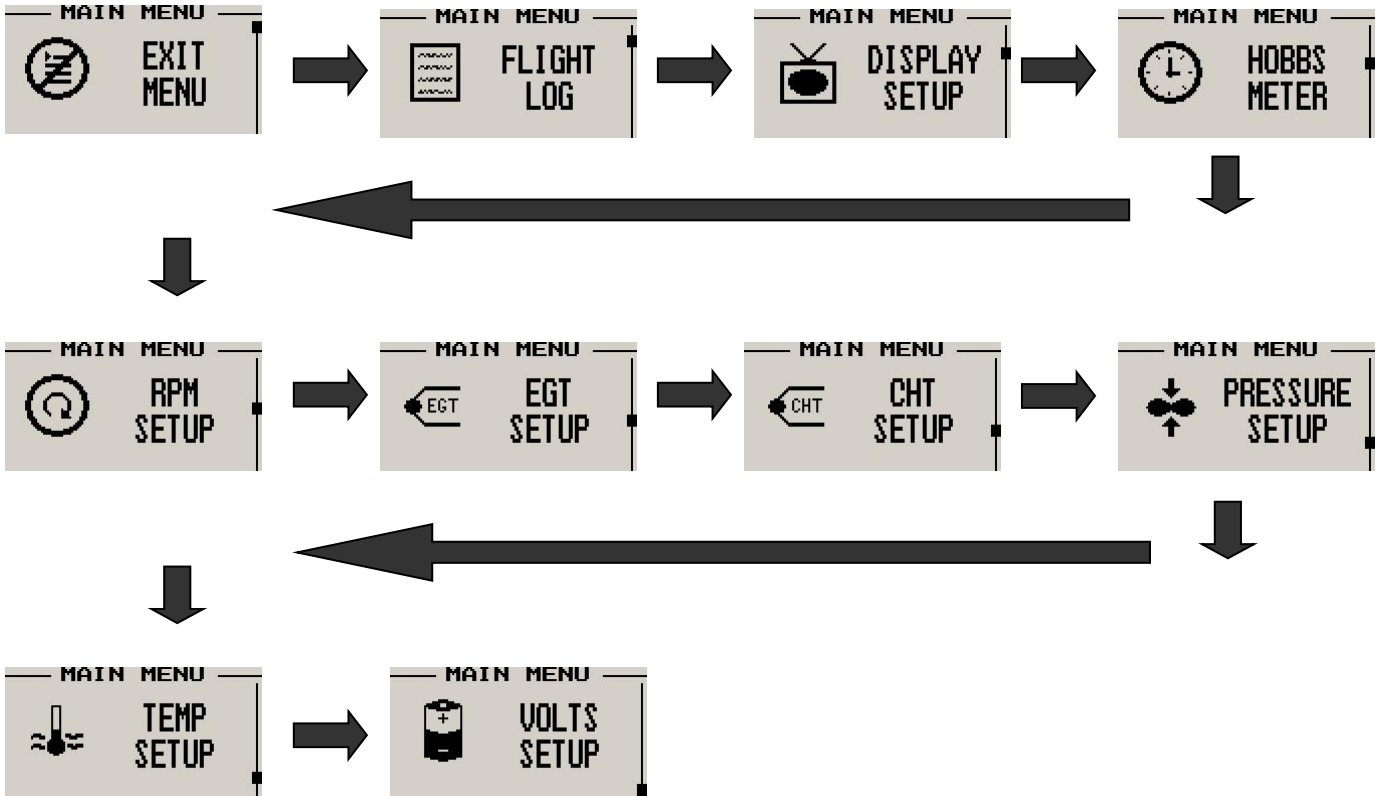 MAIN MENU
EXIT
MENU
MAIN MENU
FLIGHT
LOG
MAIN MENU
DISPLAY
SETUP
MAIN MENU
HOBBS
METER
MAIN MENU
RPM
SETUP
MAIN MENU
EGT
EGT
SETUP
MAIN MENU
CHT
CHT
SETUP
MAIN MENU
PRESSURE
SETUP
MAIN MENU
TEMP
SETUP
MAIN MENU
VOLTS
SETUP